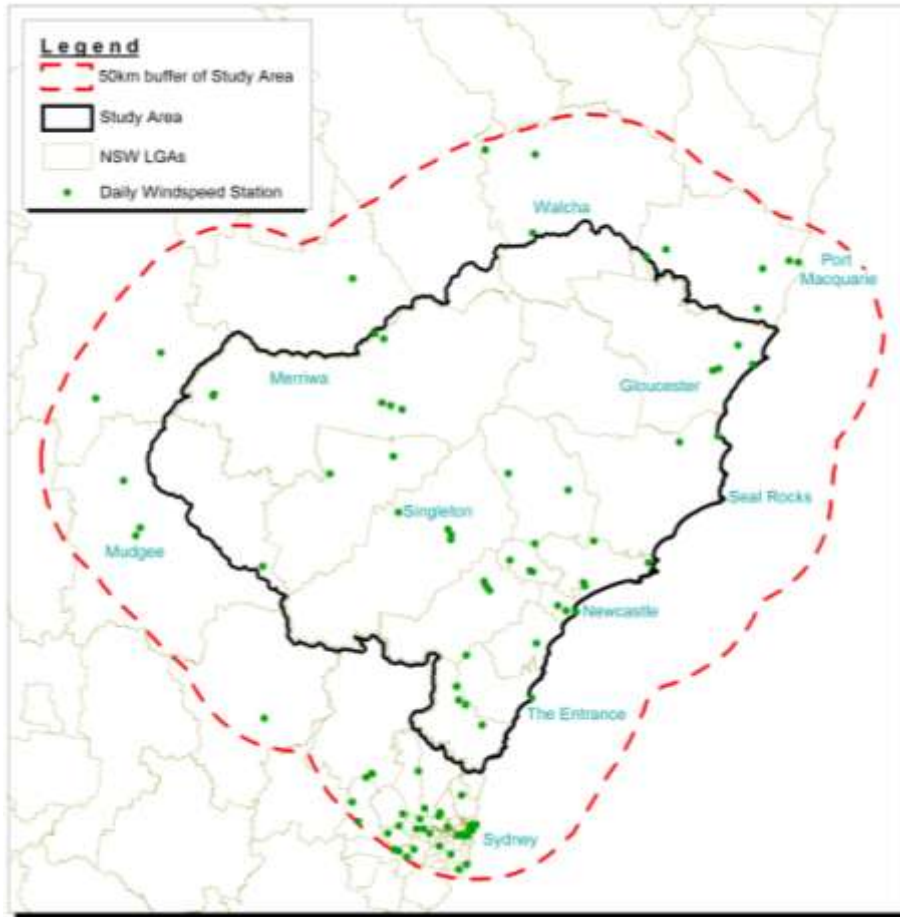 Legend
50km buffer of Study Area
Study Area
NSW LGAs
Daily Windspeed Station
Walcha
Port
Macquarie
Merriwa
Gloucester
Seal Rocks
Singleton
Mudgee
Newcastle
The Entrance
Sydney